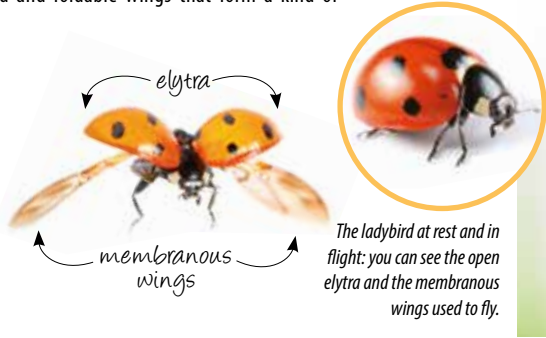 and foldable wings that form a kind of
elytra
membranous
wings
The ladybird at rest and in
flight: you can see the open
elytra and the membranous
wings used to fly.